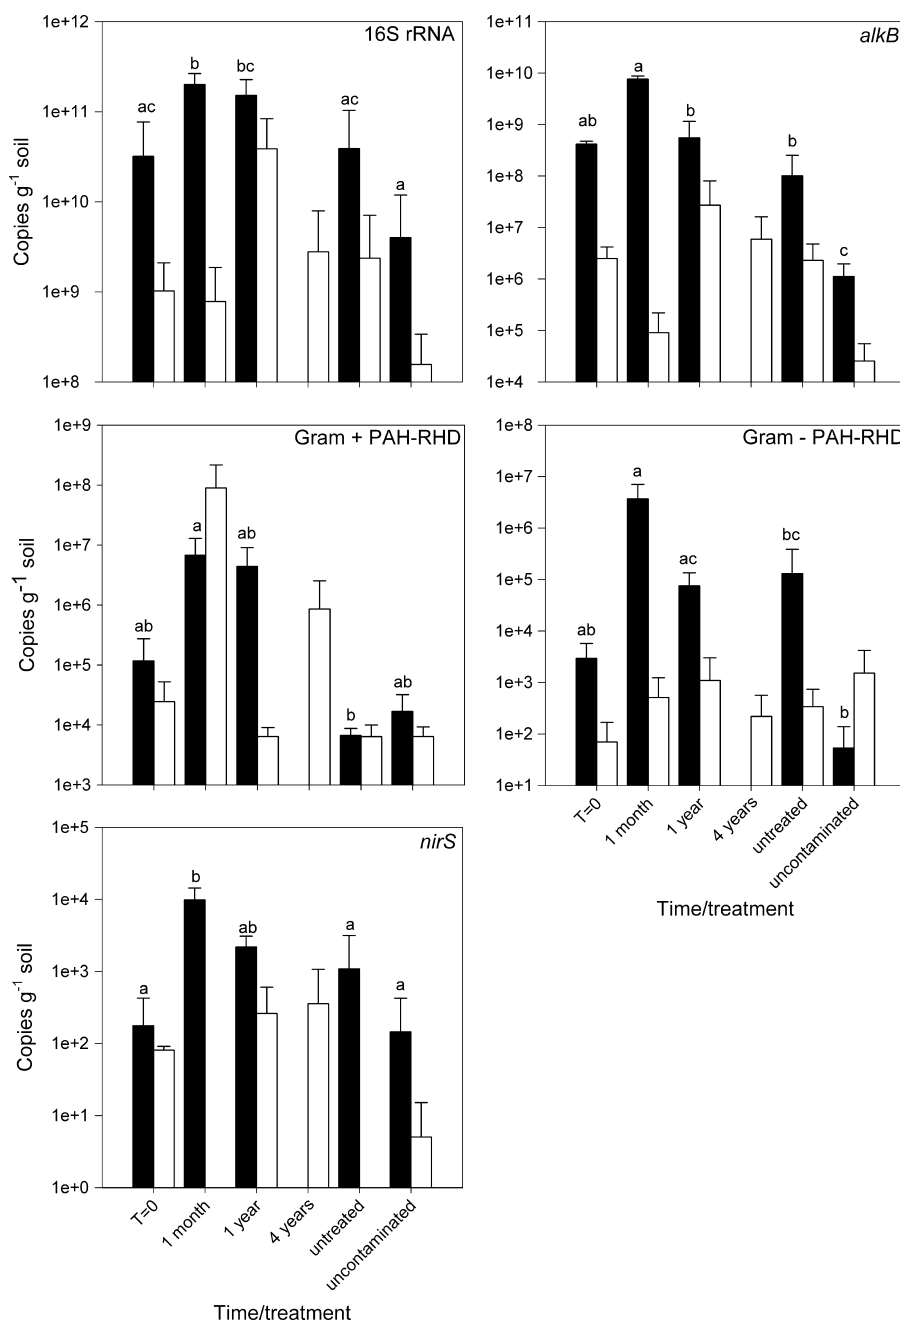 16S rRNA
1e+12
1e+11
1e+10
1e+9
1e+8
Copies g⁻¹ soil
ac
b
bc
ac
a
alkB
1e+11
1e+10
1e+9
1e+8
1e+7
1e+6
1e+5
1e+4
ab
a
b
b
c
Gram + PAH-RHD
1e+9
1e+8
1e+7
1e+6
1e+5
1e+4
1e+3
Copies g⁻¹ soil
ab
a
ab
b
ab
Gram - PAH-RHD
1e+8
1e+7
1e+6
1e+5
1e+4
1e+3
1e+2
1e+1
ab
a
ac
bc
b
T=0
1 month
1 year
4 years
untreated
uncontaminated
Time/treatment
nirS
1e+5
1e+4
1e+3
1e+2
1e+1
1e+0
Copies g⁻¹ soil
a
b
ab
a
a
T=0
1 month
1 year
4 years
untreated
uncontaminated
Time/treatment